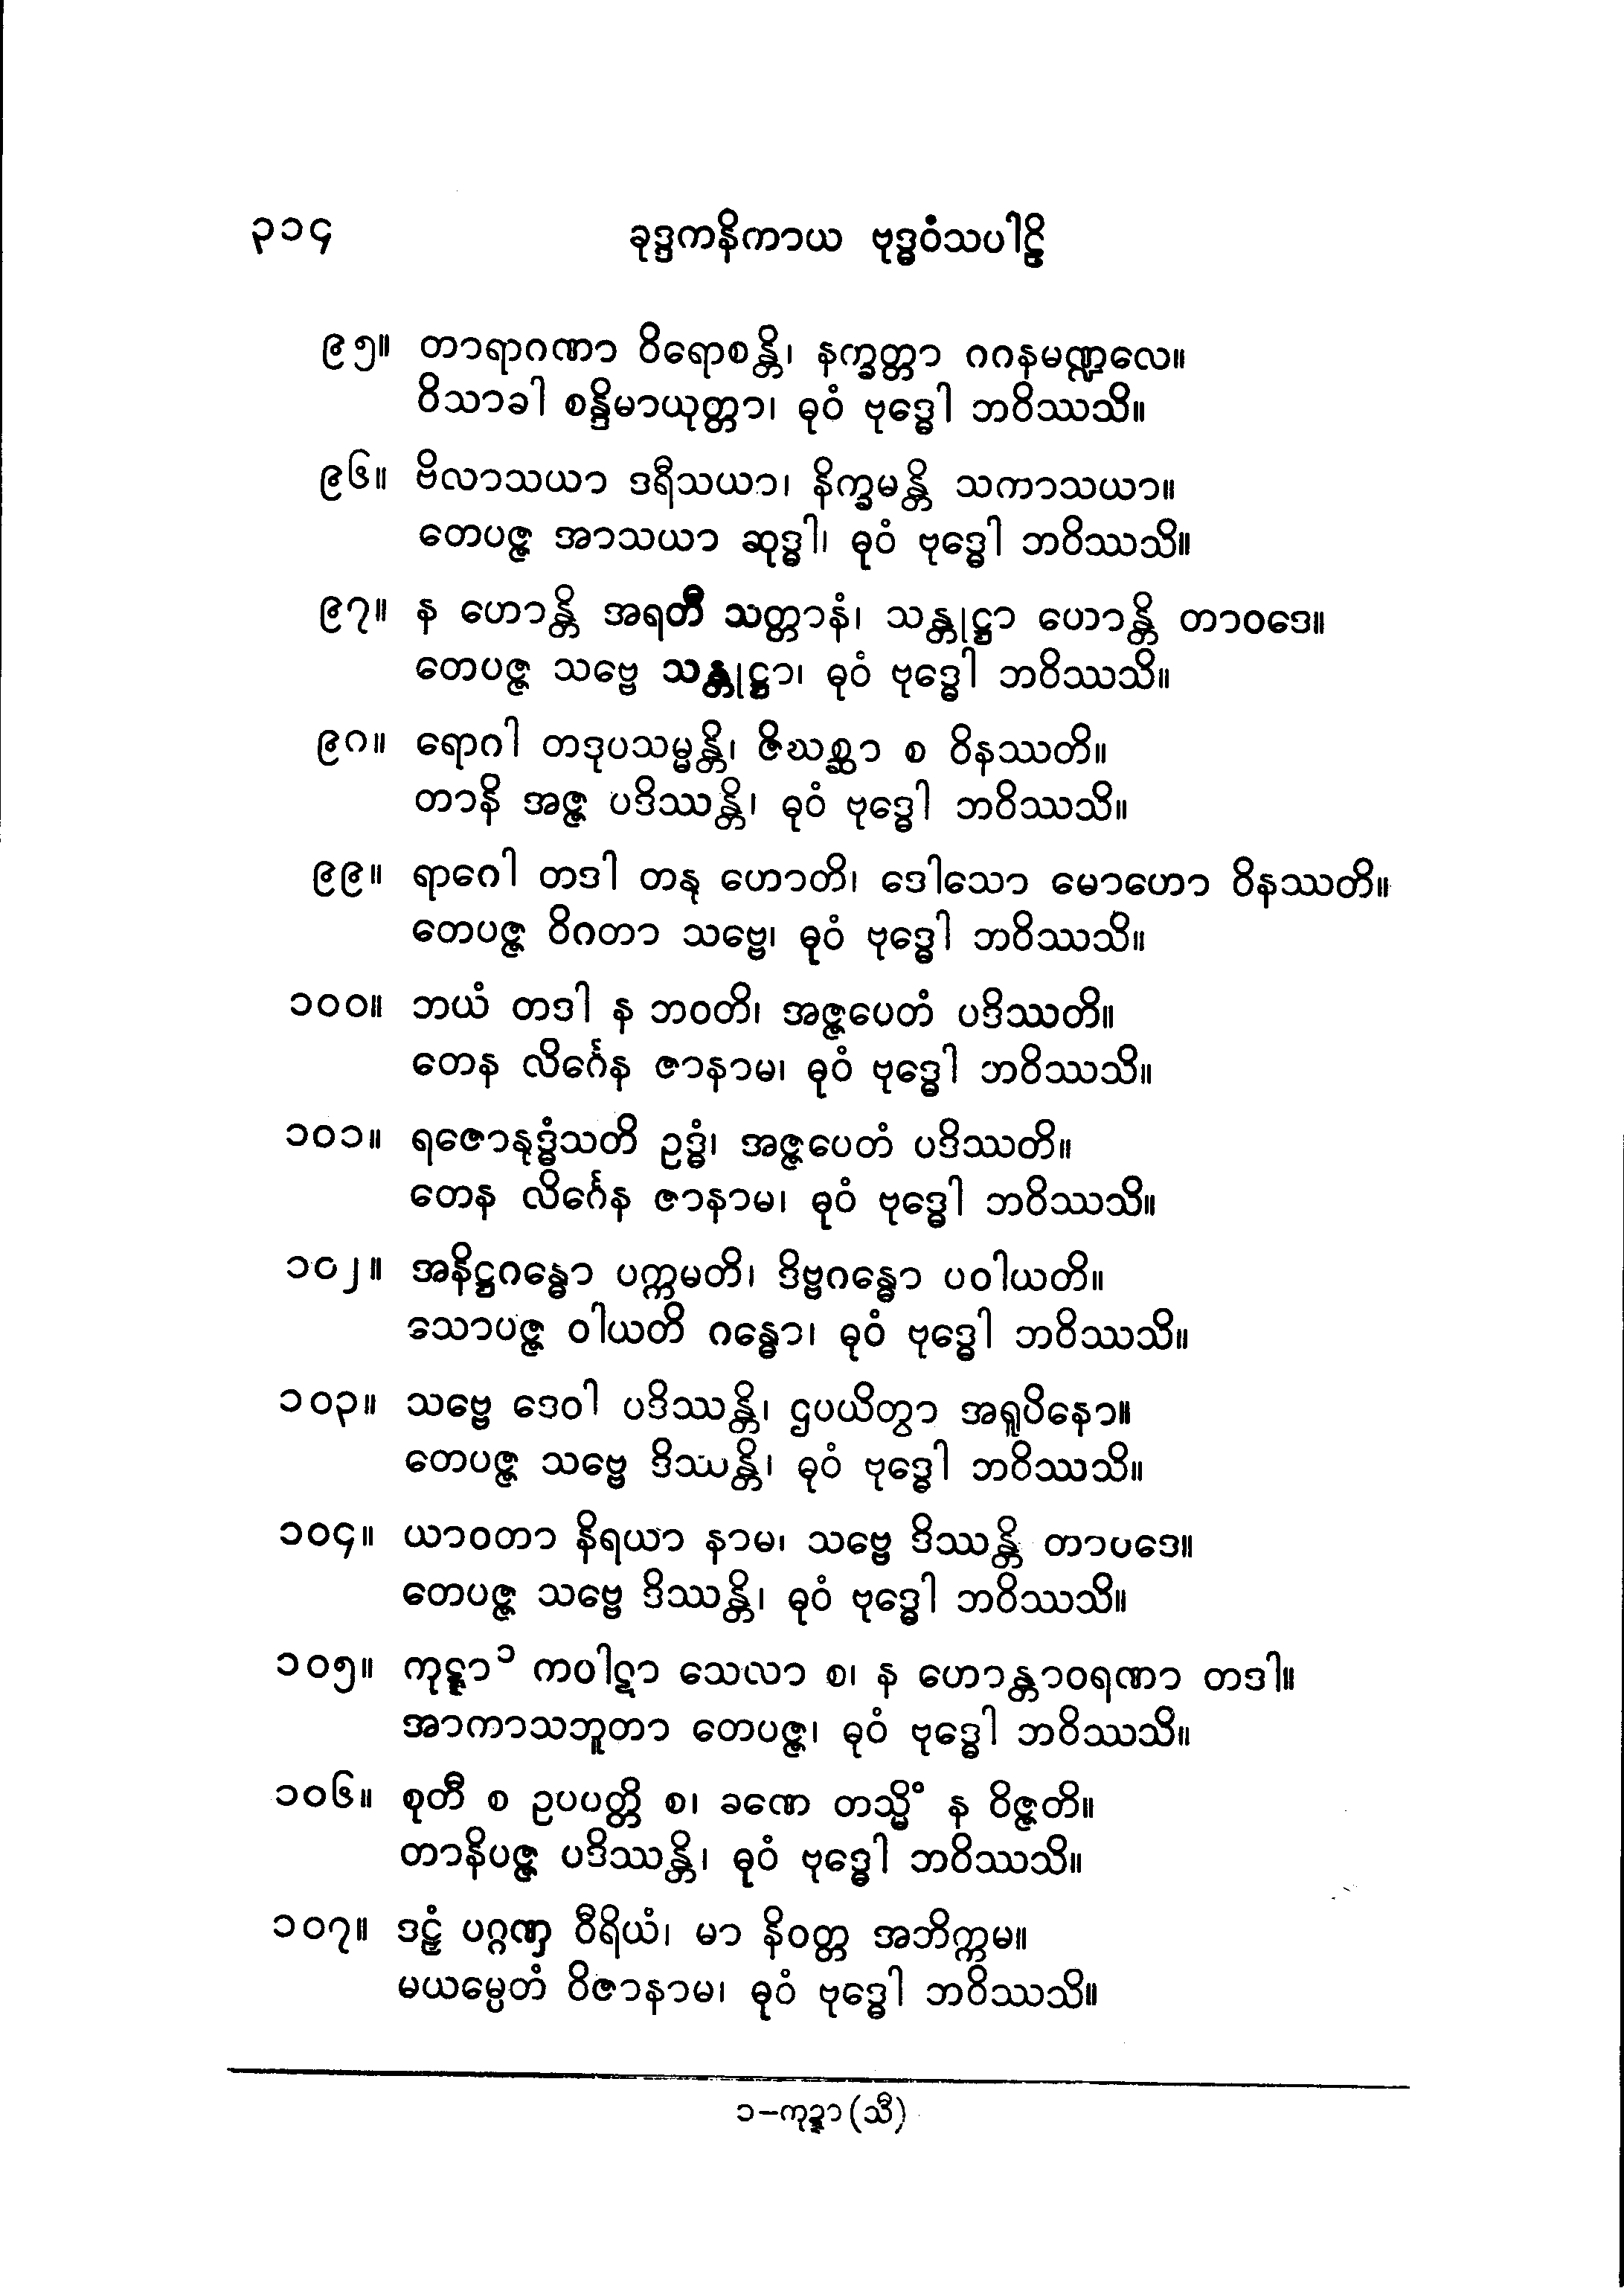 ၃၁၄ ခုဒ္ဒကနိကာယ ဗုဒ္ဓဝံသပါဠိ
၉၅။ တာရာဂဏာ ဝိရောစန္တိ၊ နက္ခတ္တာ ဂဂနမဏ္ဍလေ။
ဝိသာခါ စန္ဒိမာယုတ္တာ၊ ဓုဝံ ဗုဒ္ဓေါ ဘဝိဿသိ။
၉၆။ ဗိလာသယာ ဒရီသယာ၊ နိက္ခမန္တိ သကာသယာ။
တေပဇ္ဇ အာသယာ ဆုဒ္ဓါ၊ ဓုဝံ ဗုဒ္ဓေါ ဘဝိဿသိ။
၉၇။ န ဟောန္တိ အရတီ သတ္တာနံ၊ သန္တုဋ္ဌာ ဟောန္တိ တာဝဒေ။
တေပဇ္ဇ သဗ္ဗေ သန္တုဋ္ဌာ၊ ဓုဝံ ဗုဒ္ဓေါ ဘဝိဿသိ။
၉၈။ ရောဂါ တဒုပသမ္မန္တိ၊ ဇိဃစ္ဆာ စ ဝိနဿတိ။
တာနိ အဇ္ဇ ပဒိဿန္တိ၊ ဓုဝံ ဗုဒ္ဓေါ ဘဝိဿသိ။
၉၉။ ရာဂေါ တဒါ တနု ဟောတိ၊ ဒေါသော မောဟော ဝိနဿတိ။
တေပဇ္ဇ ဝိဂတာ သဗ္ဗေ၊ ဓုဝံ ဗုဒ္ဓေါ ဘဝိဿသိ။
၁၀၀။ ဘယံ တဒါ န ဘဝတိ၊ အဇ္ဇပေတံ ပဒိဿတိ။
တေန လိင်္ဂေန ဇာနာမ၊ ဓုဝံ ဗုဒ္ဓေါ ဘဝိဿသိ။
၁၀၁။ ရဇောနုဒ္ဓံသတိ ဥဒ္ဓံ၊ အဇ္ဇပေတံ ပဒိဿတိ။
တေန လိင်္ဂေန ဇာနာမ၊ ဓုဝံ ဗုဒ္ဓေါ ဘဝိဿသိ။
၁၀၂။ အနိဋ္ဌဂန္ဓော ပက္ကမတိ၊ ဒိဗ္ဗဂန္ဓော ပဝါယတိ။
သောပဇ္ဇ ဝါယတိ ဂန္ဓော၊ ဓုဝံ ဗုဒ္ဓေါ ဘဝိဿသိ။
၁၀၃။ သဗ္ဗေ ဒေဝါ ပဒိဿန္တိ၊ ဌပယိတွာ အရူပိနော။
တေပဇ္ဇ သဗ္ဗေ ဒိဿန္တိ၊ ဓုဝံ ဗုဒ္ဓေါ ဘဝိဿသိ။
၁၀၄။ ယာဝတာ နိရယာ နာမ၊ သဗ္ဗေ ဒိဿန္တိ တာဝဒေ။
တေပဇ္ဇ သဗ္ဗေ ဒိဿန္တိ၊ ဓုဝံ ဗုဒ္ဓေါ ဘဝိဿသိ။
၁၀၅။ ကုဋ္ဋာ၁ ကဝါဋာ သေလာ စ၊ န ဟောန္တာဝရဏာ တဒါ။
အာကာသဘူတာ တေပဇ္ဇ၊ ဓုဝံ ဗုဒ္ဓေါ ဘဝိဿသိ။
၁၀၆။ စုတီ စ ဥပပတ္တိ စ၊ ခဏေ တသ္မိံ န ဝိဇ္ဇတိ။
တာနိပဇ္ဇ ပဒိဿန္တိ၊ ဓုဝံ ဗုဒ္ဓေါ ဘဝိဿသိ။
၁၀၇။ ဒဠှံ ပဂ္ဂဏှ ဝီရိယံ၊ မာ နိဝတ္တ အဘိက္ကမ။
မယမ္ပေတံ ဝိဇာနာမ၊ ဓုဝံ ဗုဒ္ဓေါ ဘဝိဿသိ။
၁–ကုဍ္ဍာ (သီ)